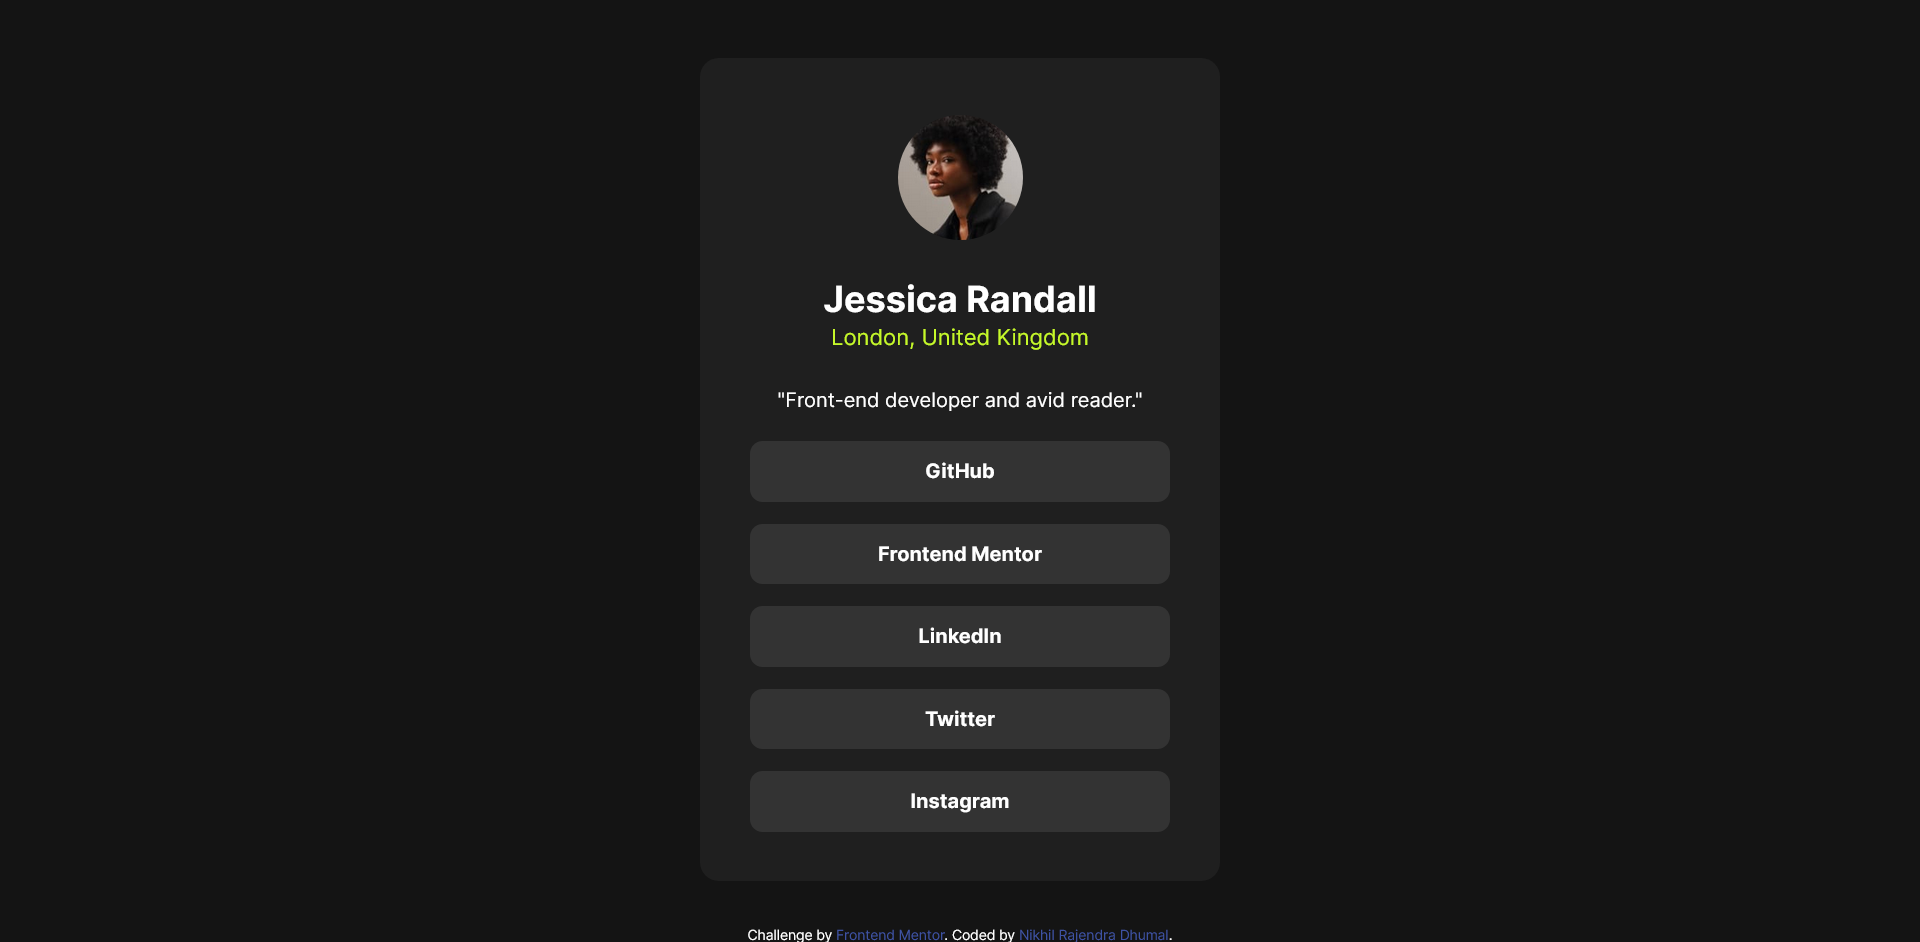 Jessica Randall
London, United Kingdom
"Front-end developer and avid reader."
GitHub
Frontend Mentor
LinkedIn
Twitter
Instagram
Challenge by Frontend Mentor. Coded by Nikhil Rajendra Dhumal.